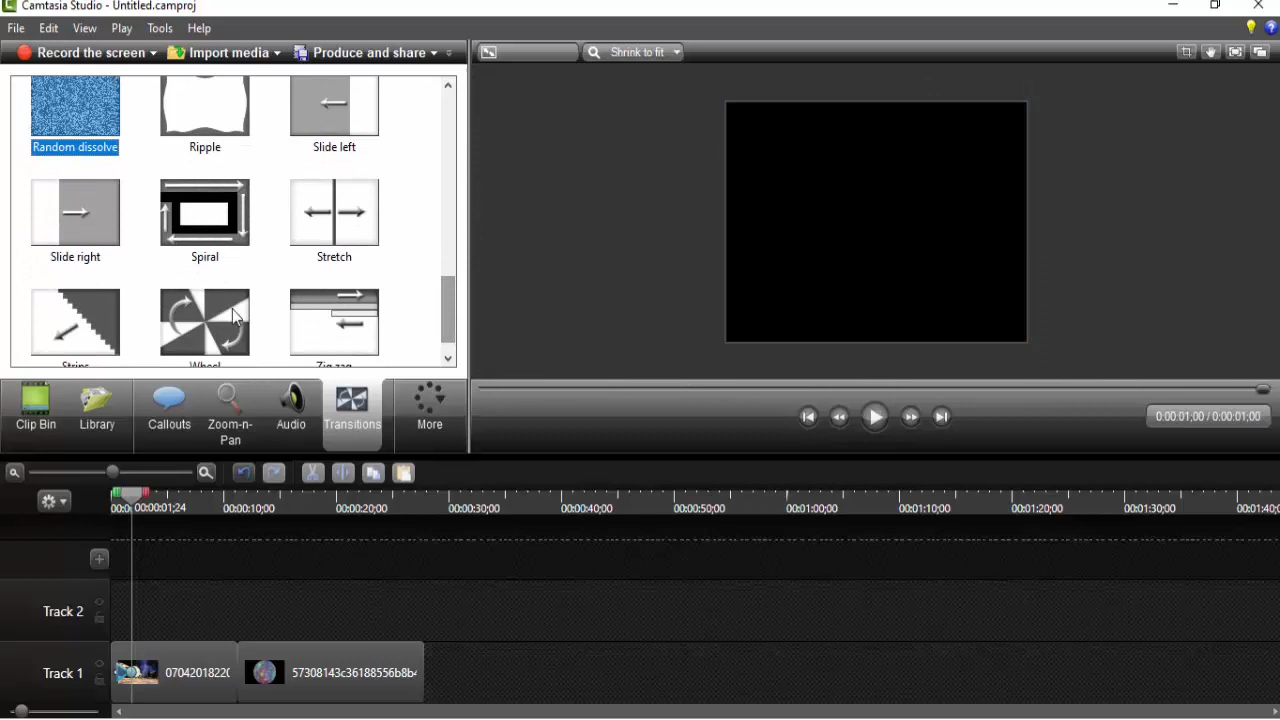 Camtasia Studio - Untitled.camproj
File Edit View Play Tools Help
Record the screen Import media Produce and share
Shrink to fit
Random dissolve Ripple Slide left
Slide right Spiral Stretch
Strips Wheel Zig zag
Clip Bin Library Callouts Zoom-n-Pan Audio Transitions More
0:00:01;00 / 0:00:01;00
00:0 00:00:01;24 00:00:10;00 00:00:20;00 00:00:30;00 00:00:40;00 00:00:50;00 00:01:00;00 00:01:10;00 00:01:20;00 00:01:30;00 00:01:40;0
Track 2
Track 1 0704201822 57308143c36188556b8b4